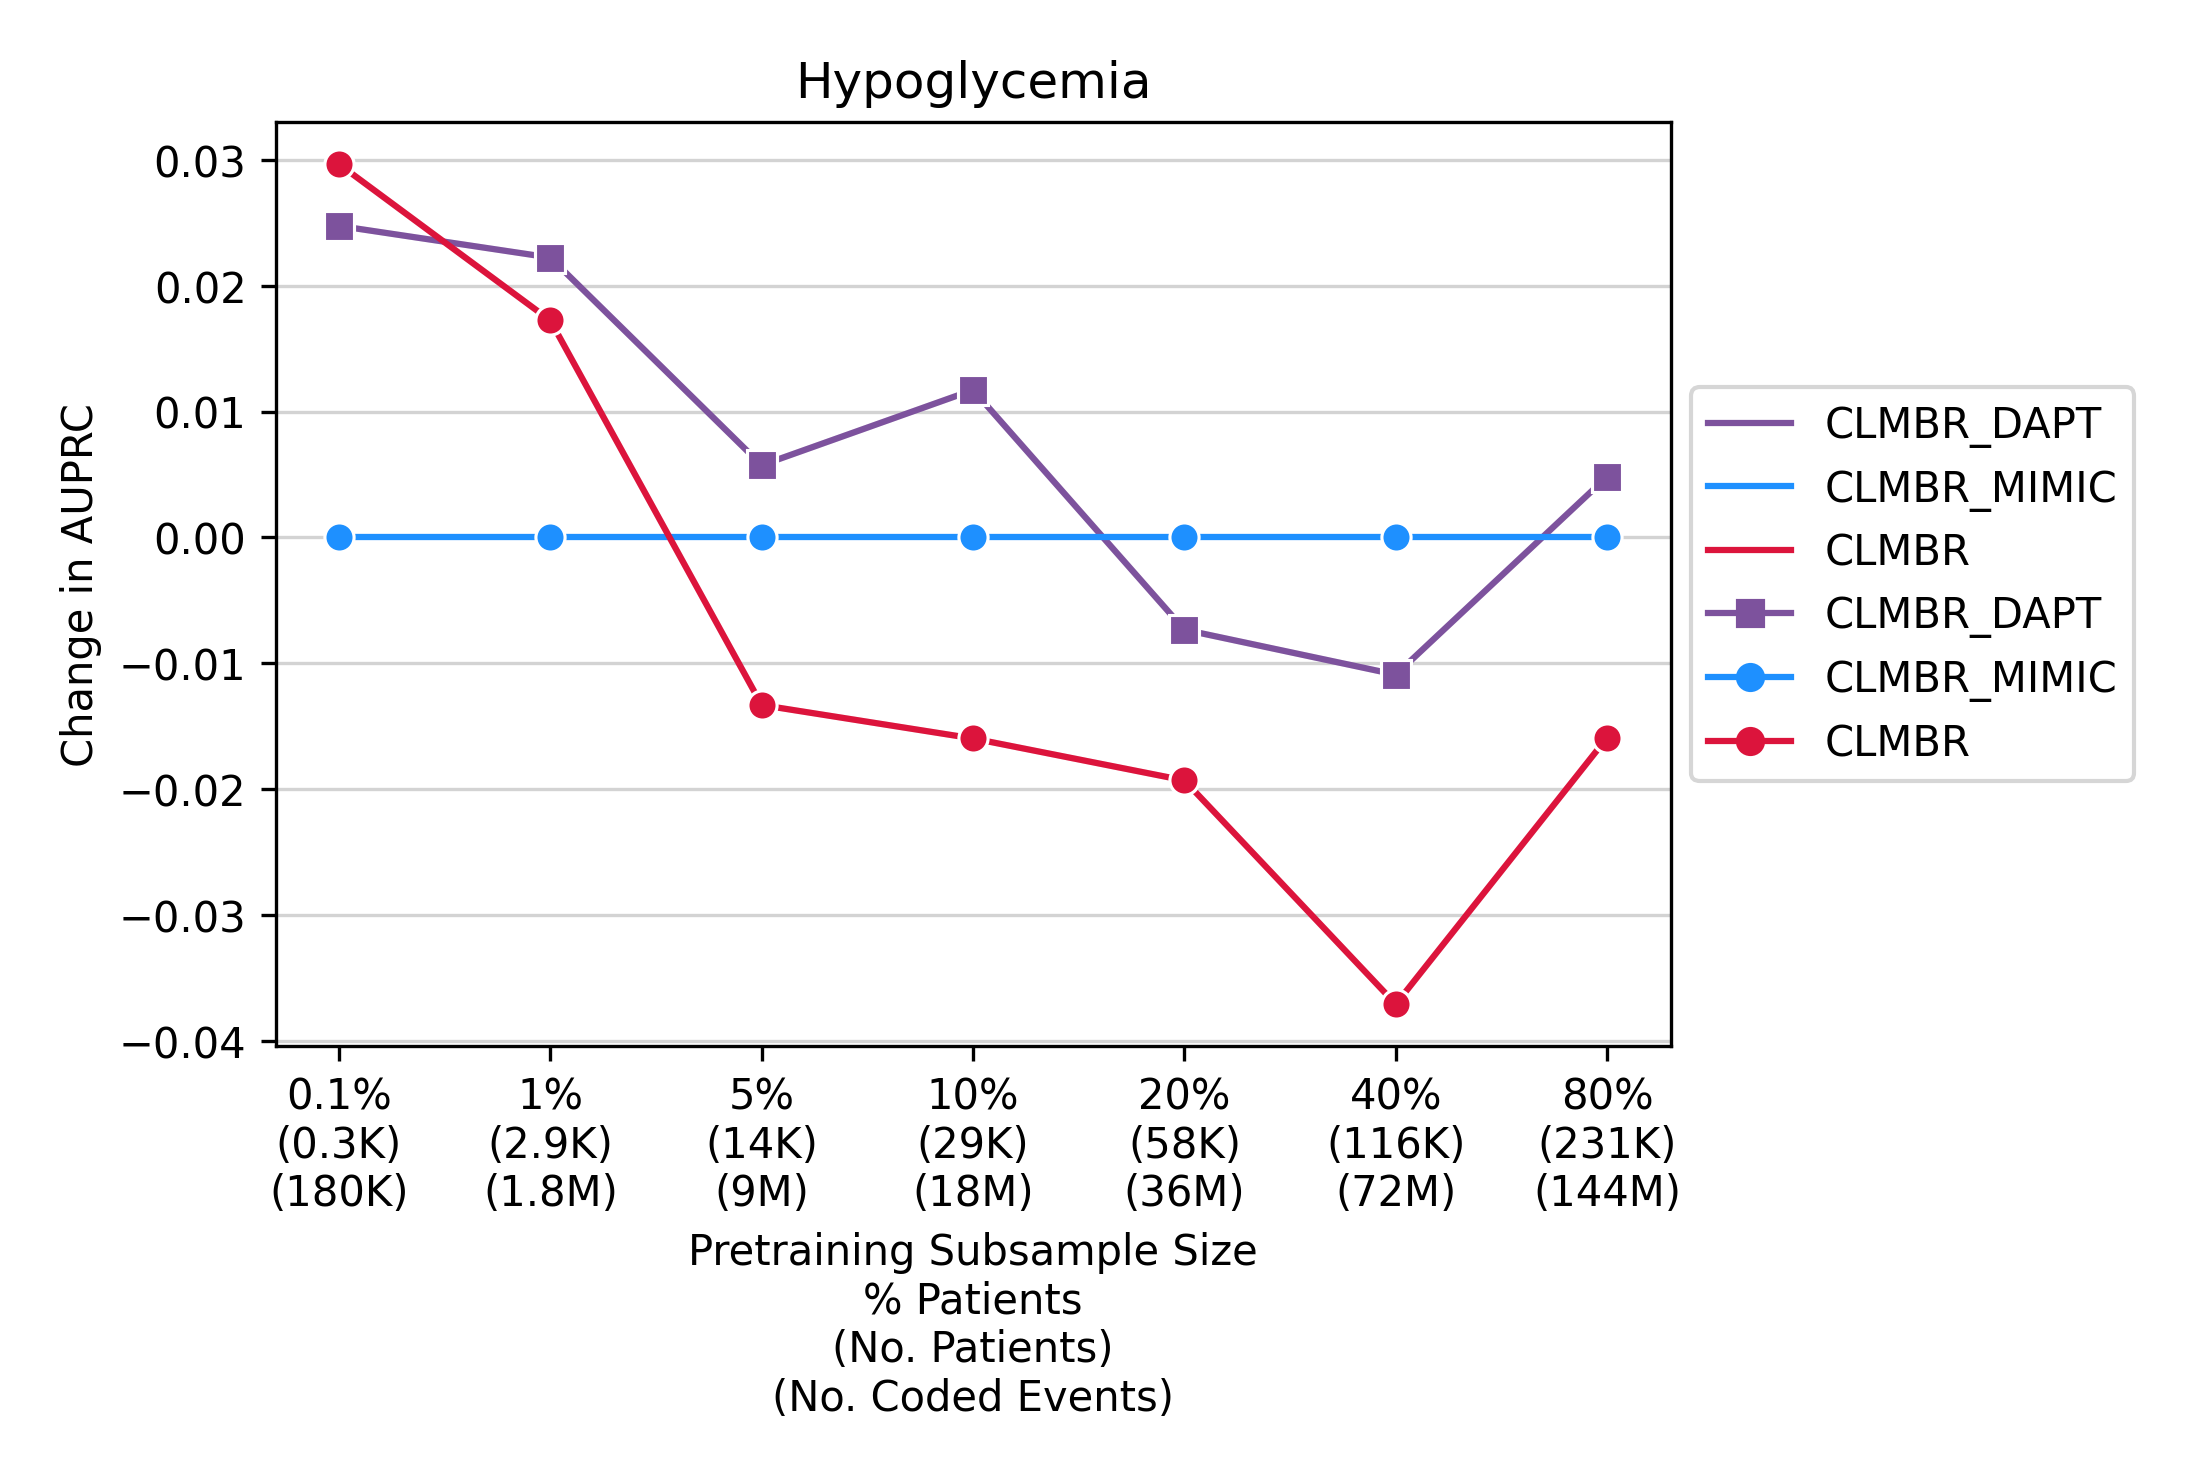 Hypoglycemia
Change in AUPRC
0.03
0.02
0.01
0.00
−0.01
−0.02
−0.03
−0.04
CLMBR_DAPT
CLMBR_MIMIC
CLMBR
CLMBR_DAPT
CLMBR_MIMIC
CLMBR
0.1% 1% 5% 10% 20% 40% 80%
(0.3K) (2.9K) (14K) (29K) (58K) (116K) (231K)
(180K) (1.8M) (9M) (18M) (36M) (72M) (144M)
Pretraining Subsample Size
% Patients
(No. Patients)
(No. Coded Events)